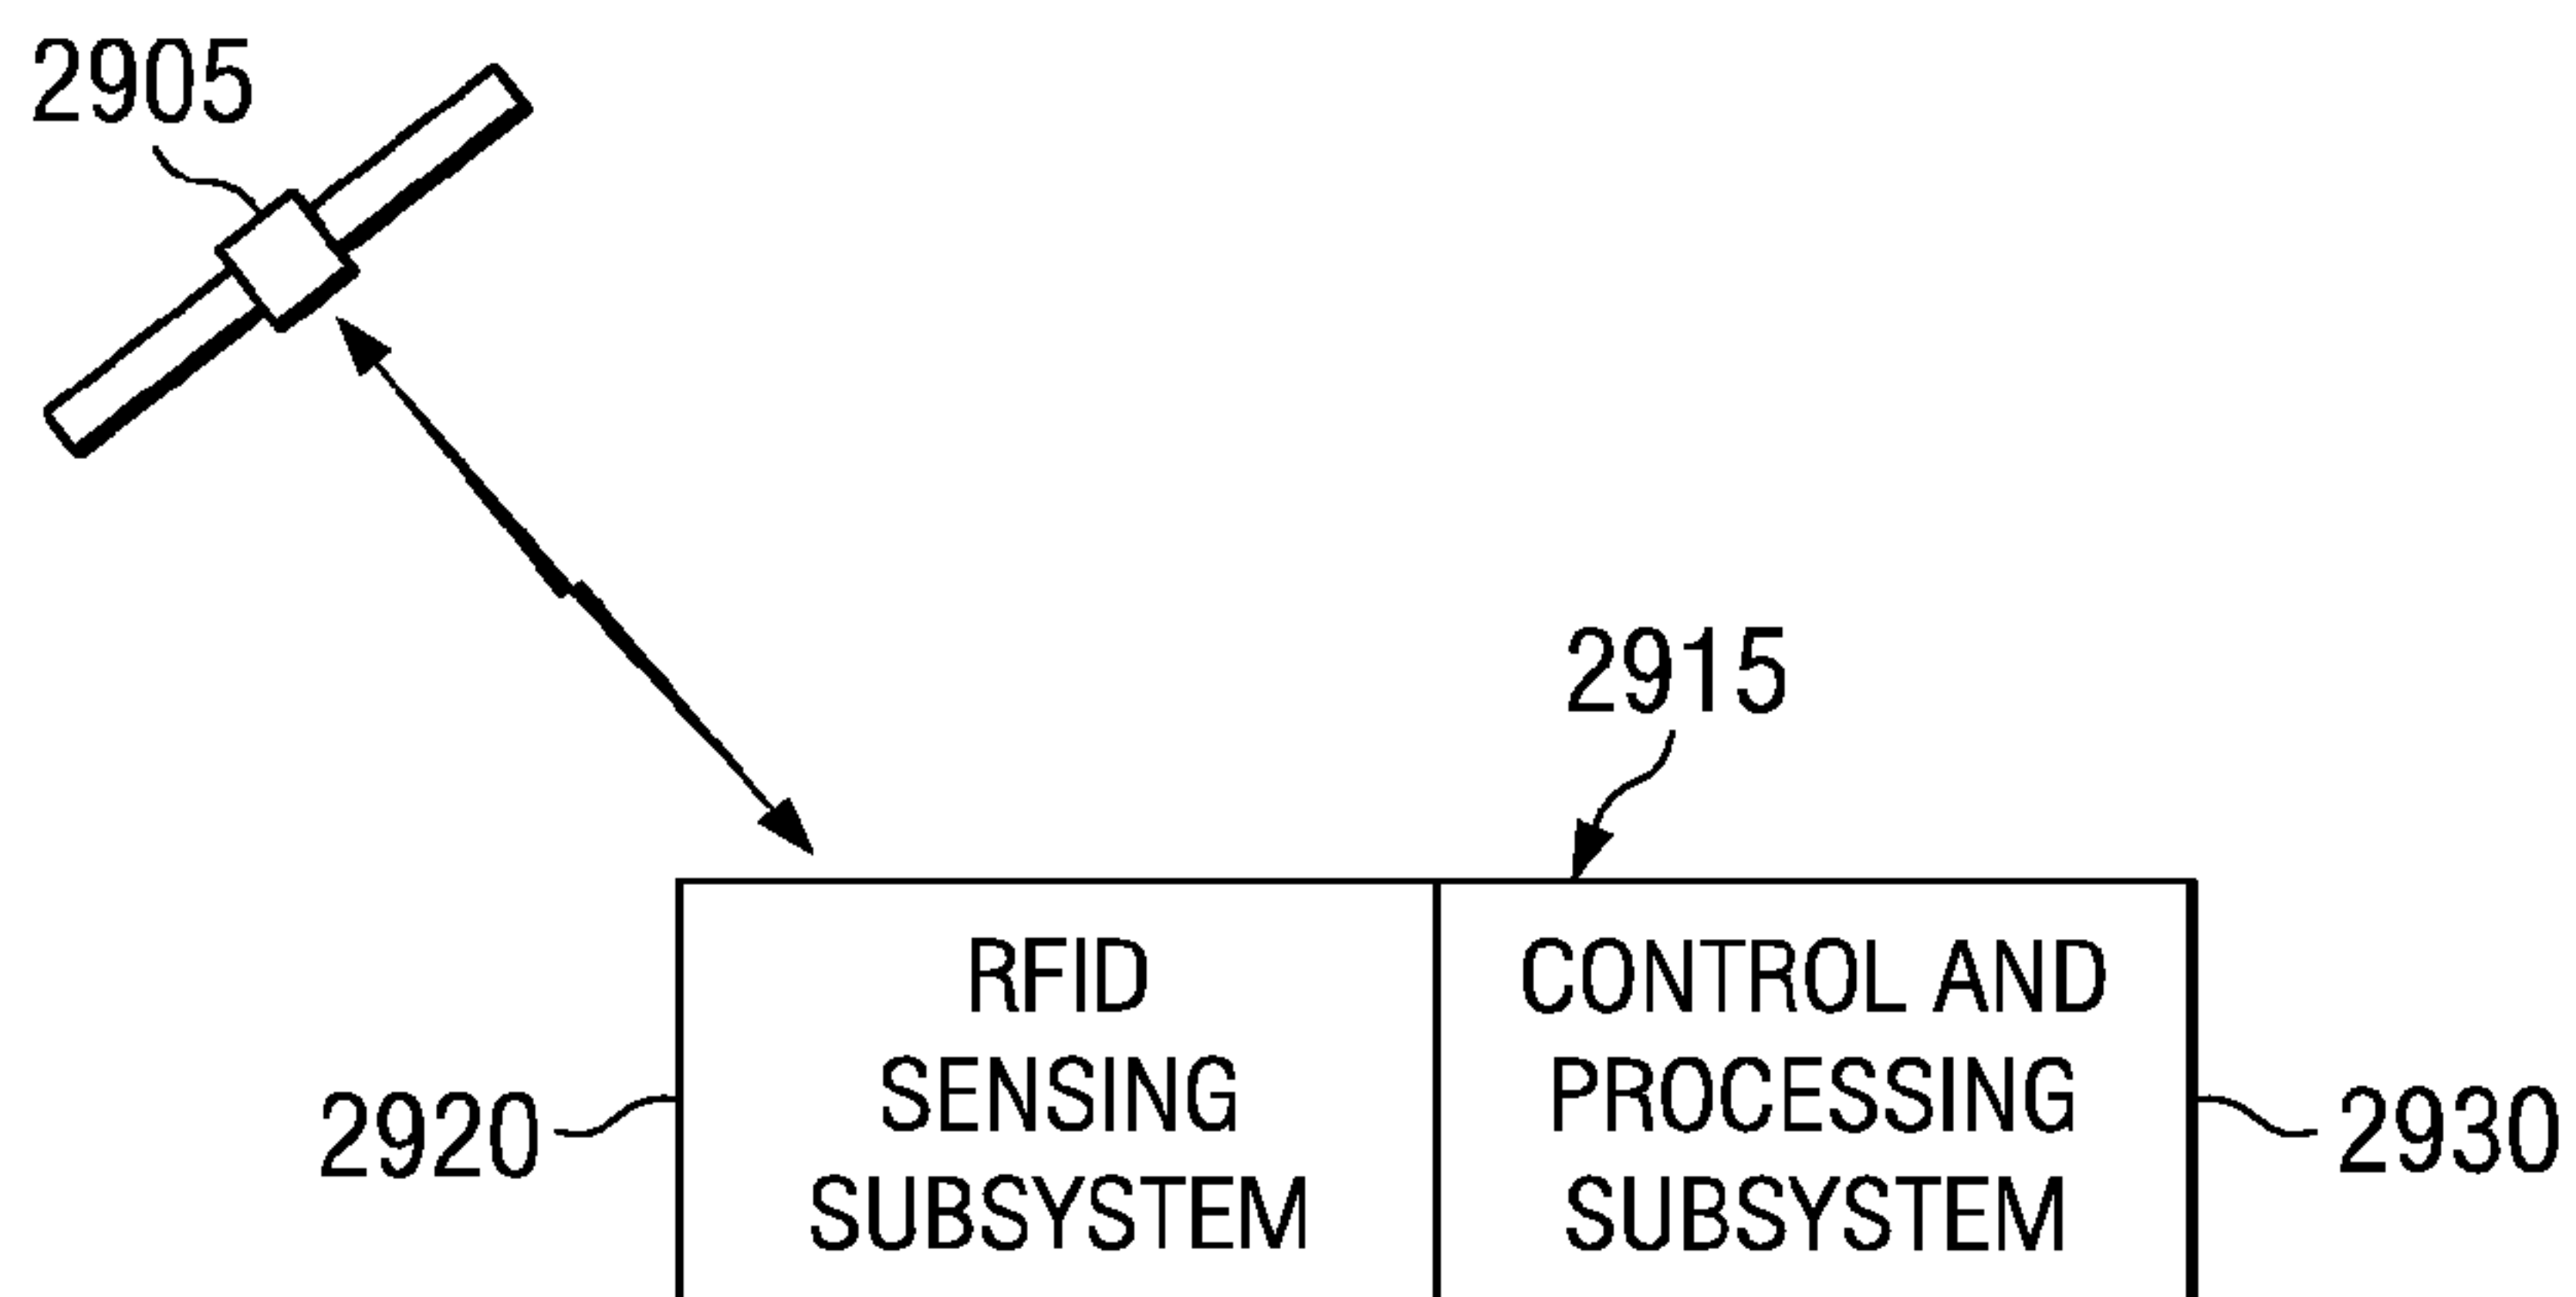 2905
2915
RFID
SENSING
SUBSYSTEM
CONTROL AND
PROCESSING
SUBSYSTEM
2920
2930